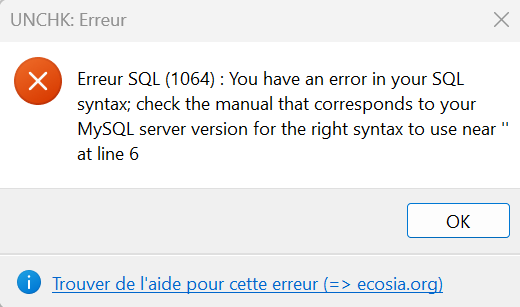 UNCHK: Erreur
Erreur SQL (1064) : You have an error in your SQL
syntax; check the manual that corresponds to your
MySQL server version for the right syntax to use near ''
at line 6
OK
Trouver de l'aide pour cette erreur (=> ecosia.org)